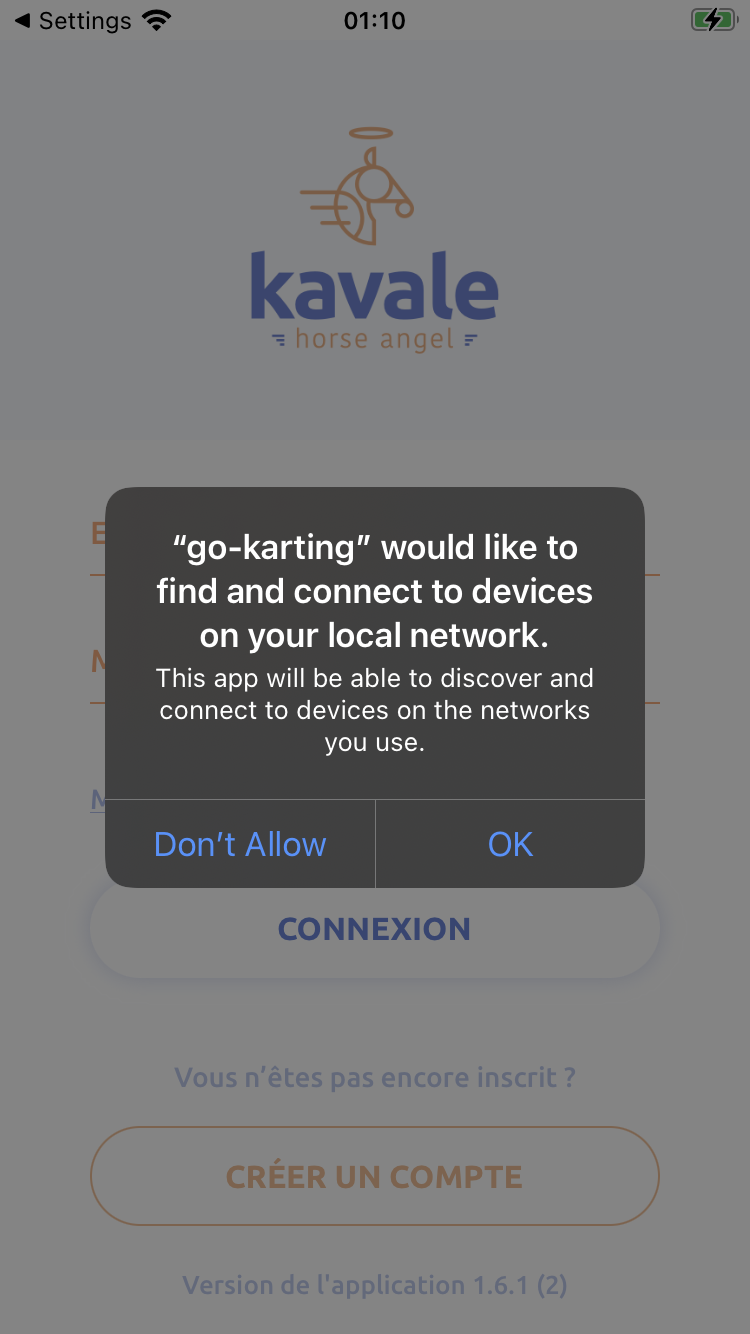 Settings 01:10
kavale
horse angel
“go-karting” would like to
find and connect to devices
on your local network.
This app will be able to discover and
connect to devices on the networks
you use.
Don’t Allow OK
CONNEXION
Vous n’êtes pas encore inscrit ?
CRÉER UN COMPTE
Version de l'application 1.6.1 (2)